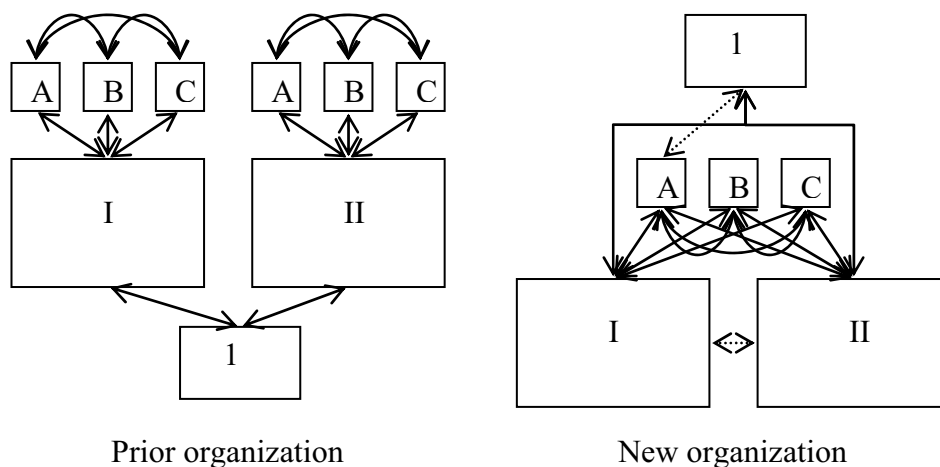 A B C A B C
I II
1
Prior organization
1
A B C
I II
New organization